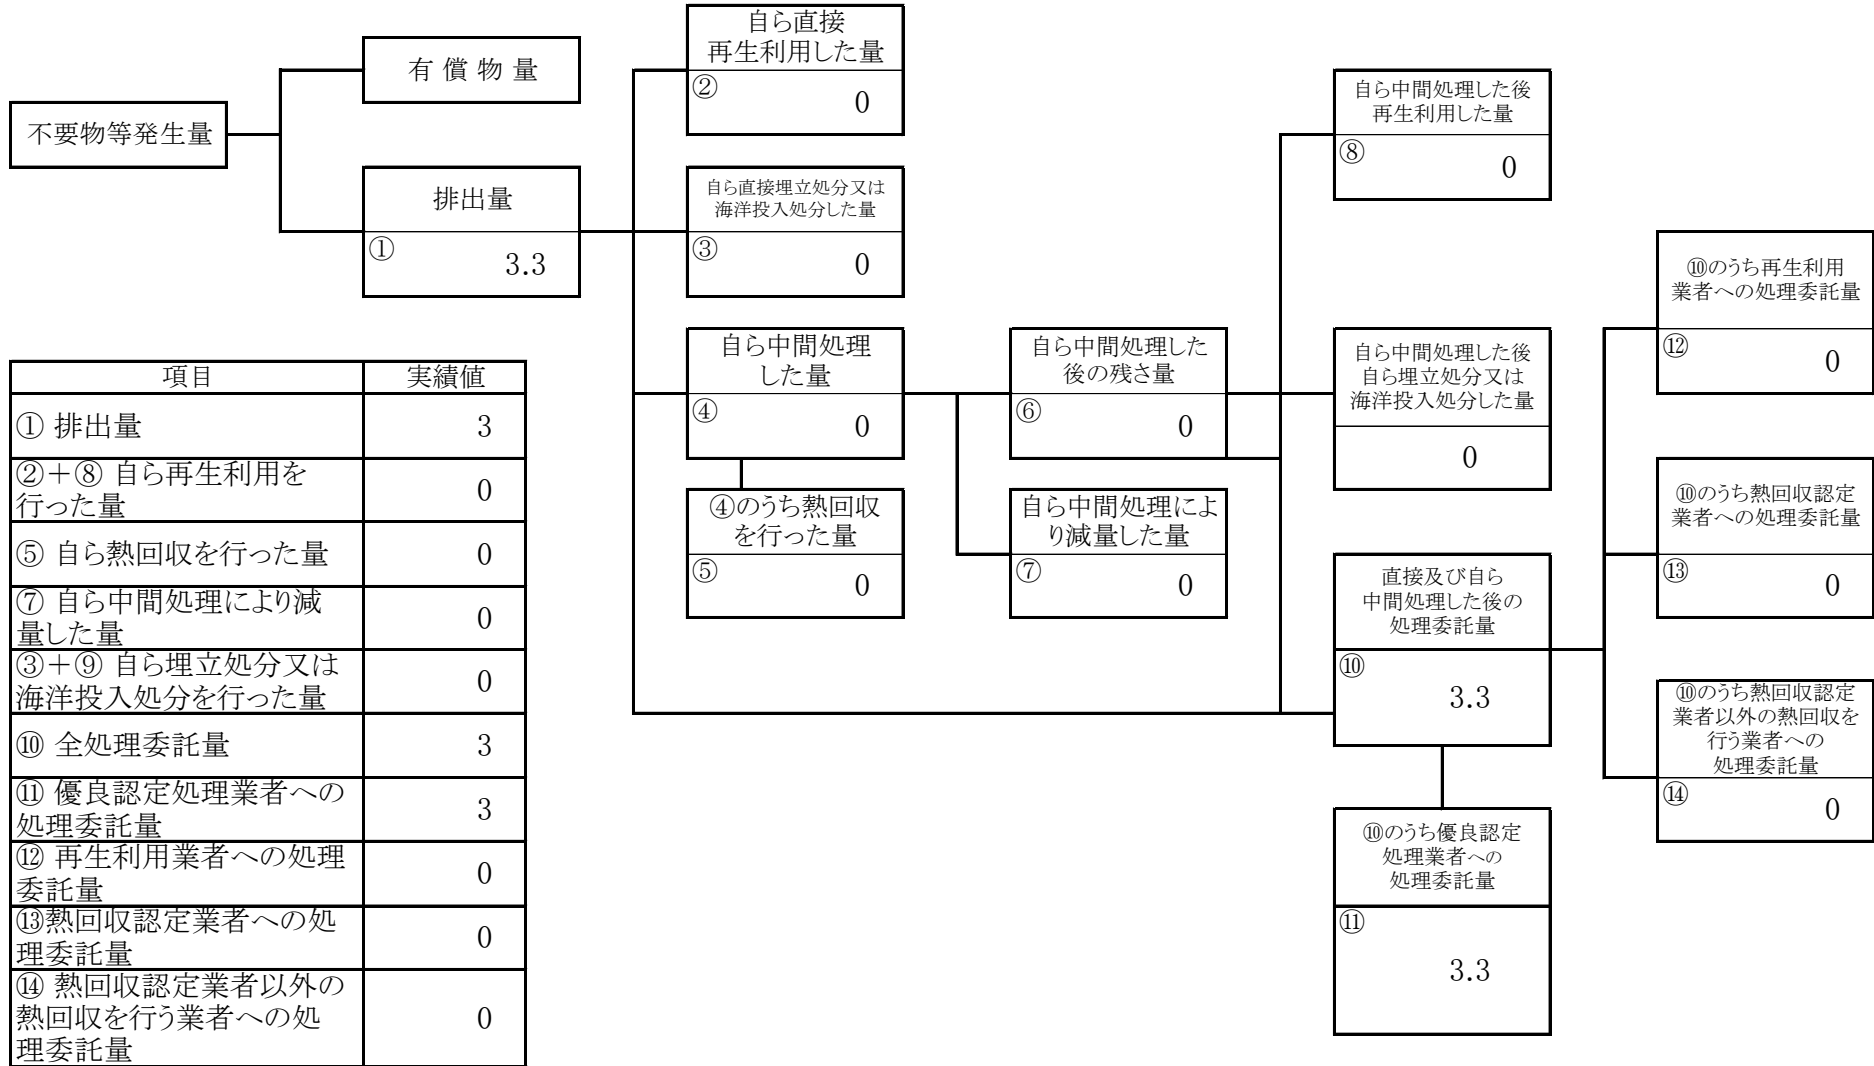 不要物等発生量
有償物量
排出量
①
3.3
自ら直接
再生利用した量
②
0
自ら直接埋立処分又は
海洋投入処分した量
③
0
自ら中間処理
した量
④
0
④のうち熱回収
を行った量
⑤
0
自ら中間処理した
後の残さ量
⑥
0
自ら中間処理によ
り減量した量
⑦
0
自ら中間処理した後
再生利用した量
⑧
0
自ら中間処理した後
自ら埋立処分又は
海洋投入処分した量
0
直接及び自ら
中間処理した後の
処理委託量
⑩
3.3
⑩のうち優良認定
処理業者への
処理委託量
⑪
3.3
⑩のうち再生利用
業者への処理委託量
⑫
0
⑩のうち熱回収認定
業者への処理委託量
⑬
0
⑩のうち熱回収認定
業者以外の熱回収を
行う業者への
処理委託量
⑭
0
項目 実績値
① 排出量 3
②＋⑧ 自ら再生利用を
行った量 0
⑤ 自ら熱回収を行った量 0
⑦ 自ら中間処理により減
量した量 0
③＋⑨ 自ら埋立処分又は
海洋投入処分を行った量 0
⑩ 全処理委託量 3
⑪ 優良認定処理業者への
処理委託量 3
⑫ 再生利用業者への処理
委託量 0
⑬熱回収認定業者への処
理委託量 0
⑭ 熱回収認定業者以外の
熱回収を行う業者への処
理委託量 0